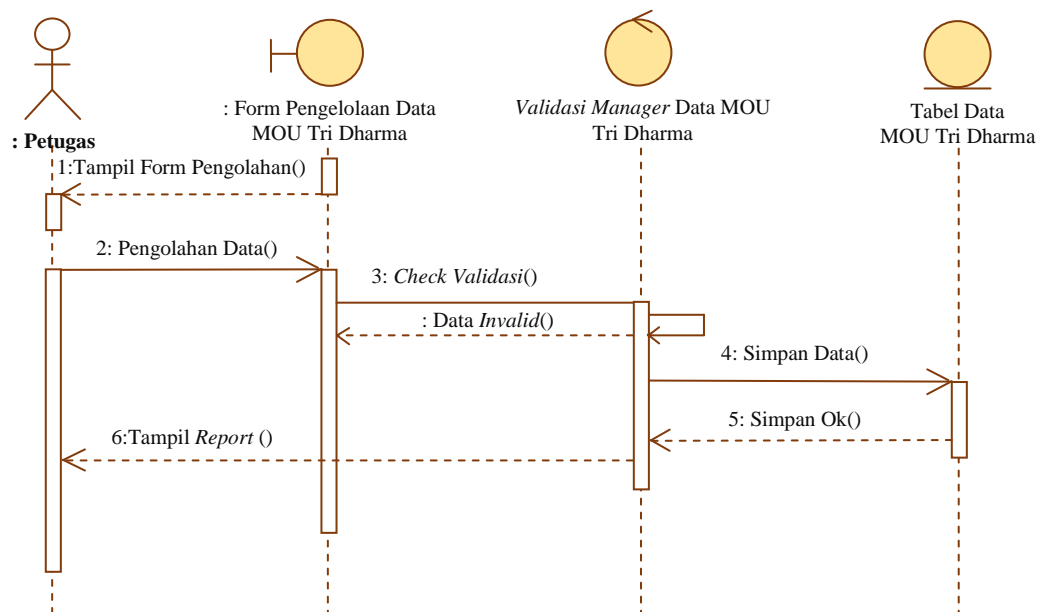 : Petugas
: Form Pengelolaan Data
MOU Tri Dharma
Validasi Manager Data MOU
Tri Dharma
Tabel Data
MOU Tri Dharma
1:Tampil Form Pengolahan()
2: Pengolahan Data()
3: Check Validasi()
: Data Invalid()
4: Simpan Data()
5: Simpan Ok()
6:Tampil Report ()